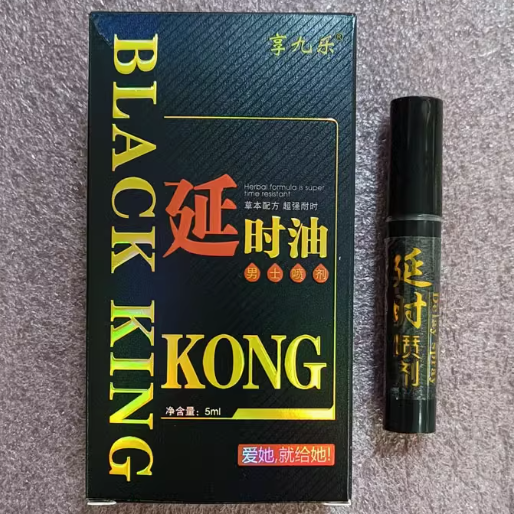 享九乐®
BLACK KING
Herbal formula is super
time resistant
草本配方 超强耐时
延时油
男士喷剂
KONG
净含量: 5ml
爱她,就给她!
延时喷剂
Delay Spray